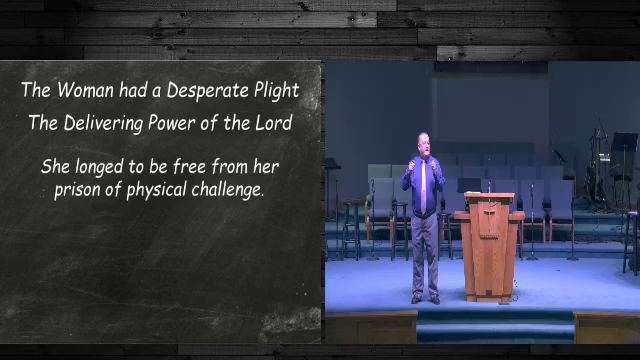 The Woman had a Desperate Plight
The Delivering Power of the Lord
She longed to be free from her
prison of physical challenge.